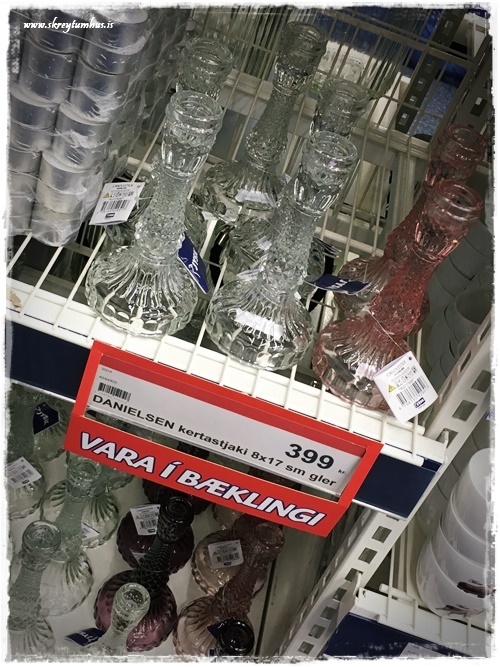 www.skreytumhus.is
399 kr
DANIELSEN kertastjaki 8x17 sm gler
VARA Í BÆKLINGI